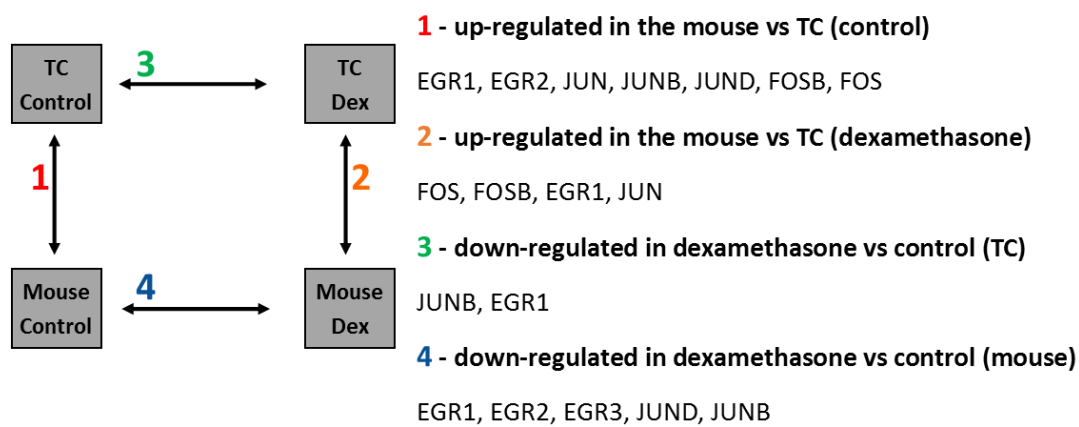 1 - up-regulated in the mouse vs TC (control)
EGR1, EGR2, JUN, JUNB, JUND, FOSB, FOS
2 - up-regulated in the mouse vs TC (dexamethasone)
FOS, FOSB, EGR1, JUN
3 - down-regulated in dexamethasone vs control (TC)
JUNB, EGR1
4 - down-regulated in dexamethasone vs control (mouse)
EGR1, EGR2, EGR3, JUND, JUNB
TC
Control
3
TC
Dex
1
2
Mouse
Control
4
Mouse
Dex